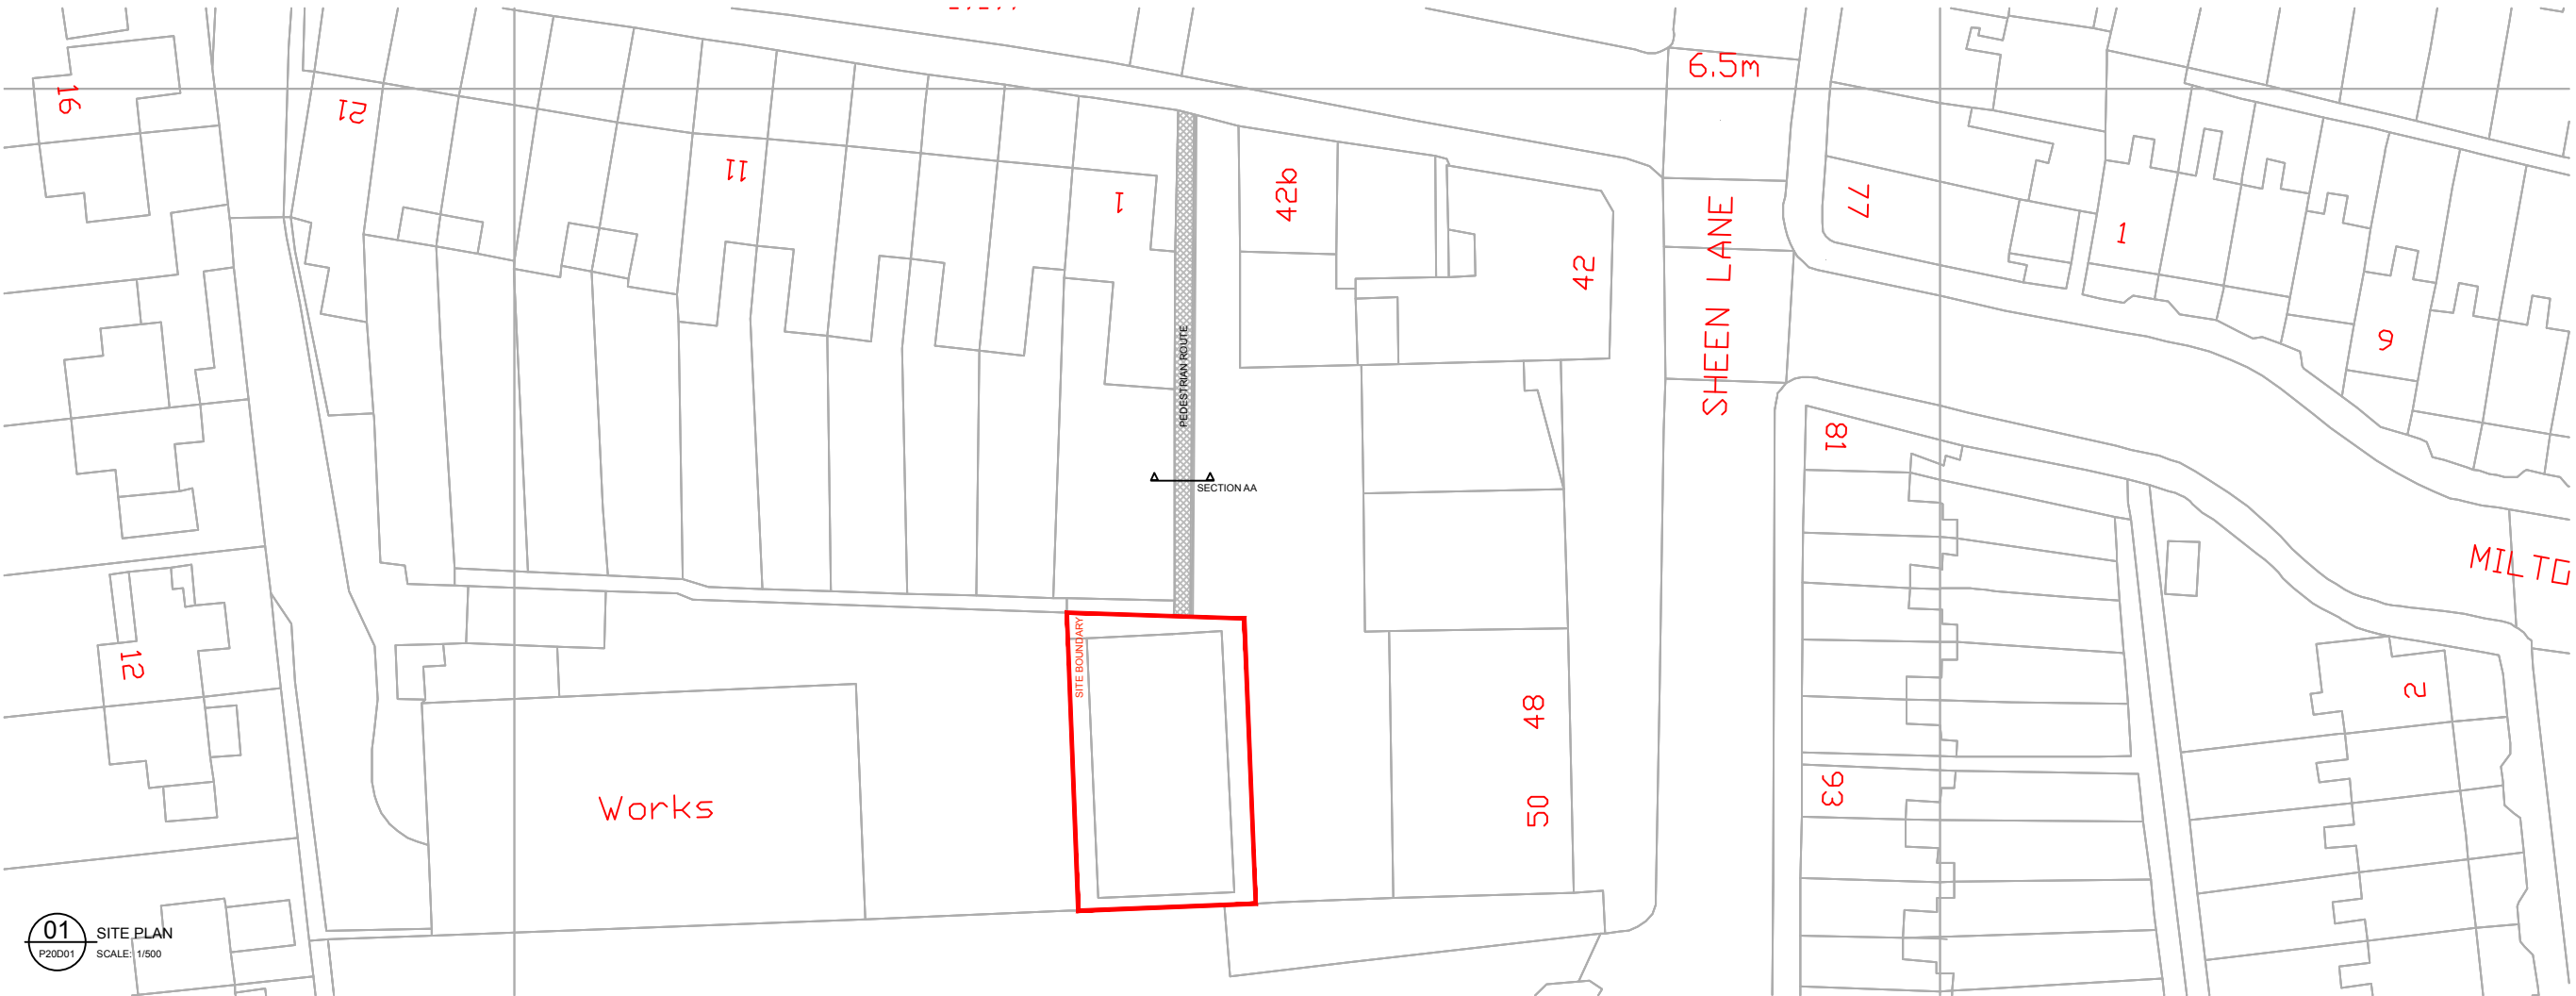 6.5m
16
21
11
1
42b
77
SHEEN LANE
1
42
9
PEDESTRIAN ROUTE
81
SECTION AA
MILTO
SITE BOUNDARY
12
48
2
Works
50
93
01
P20D01
SITE PLAN
SCALE: 1/500